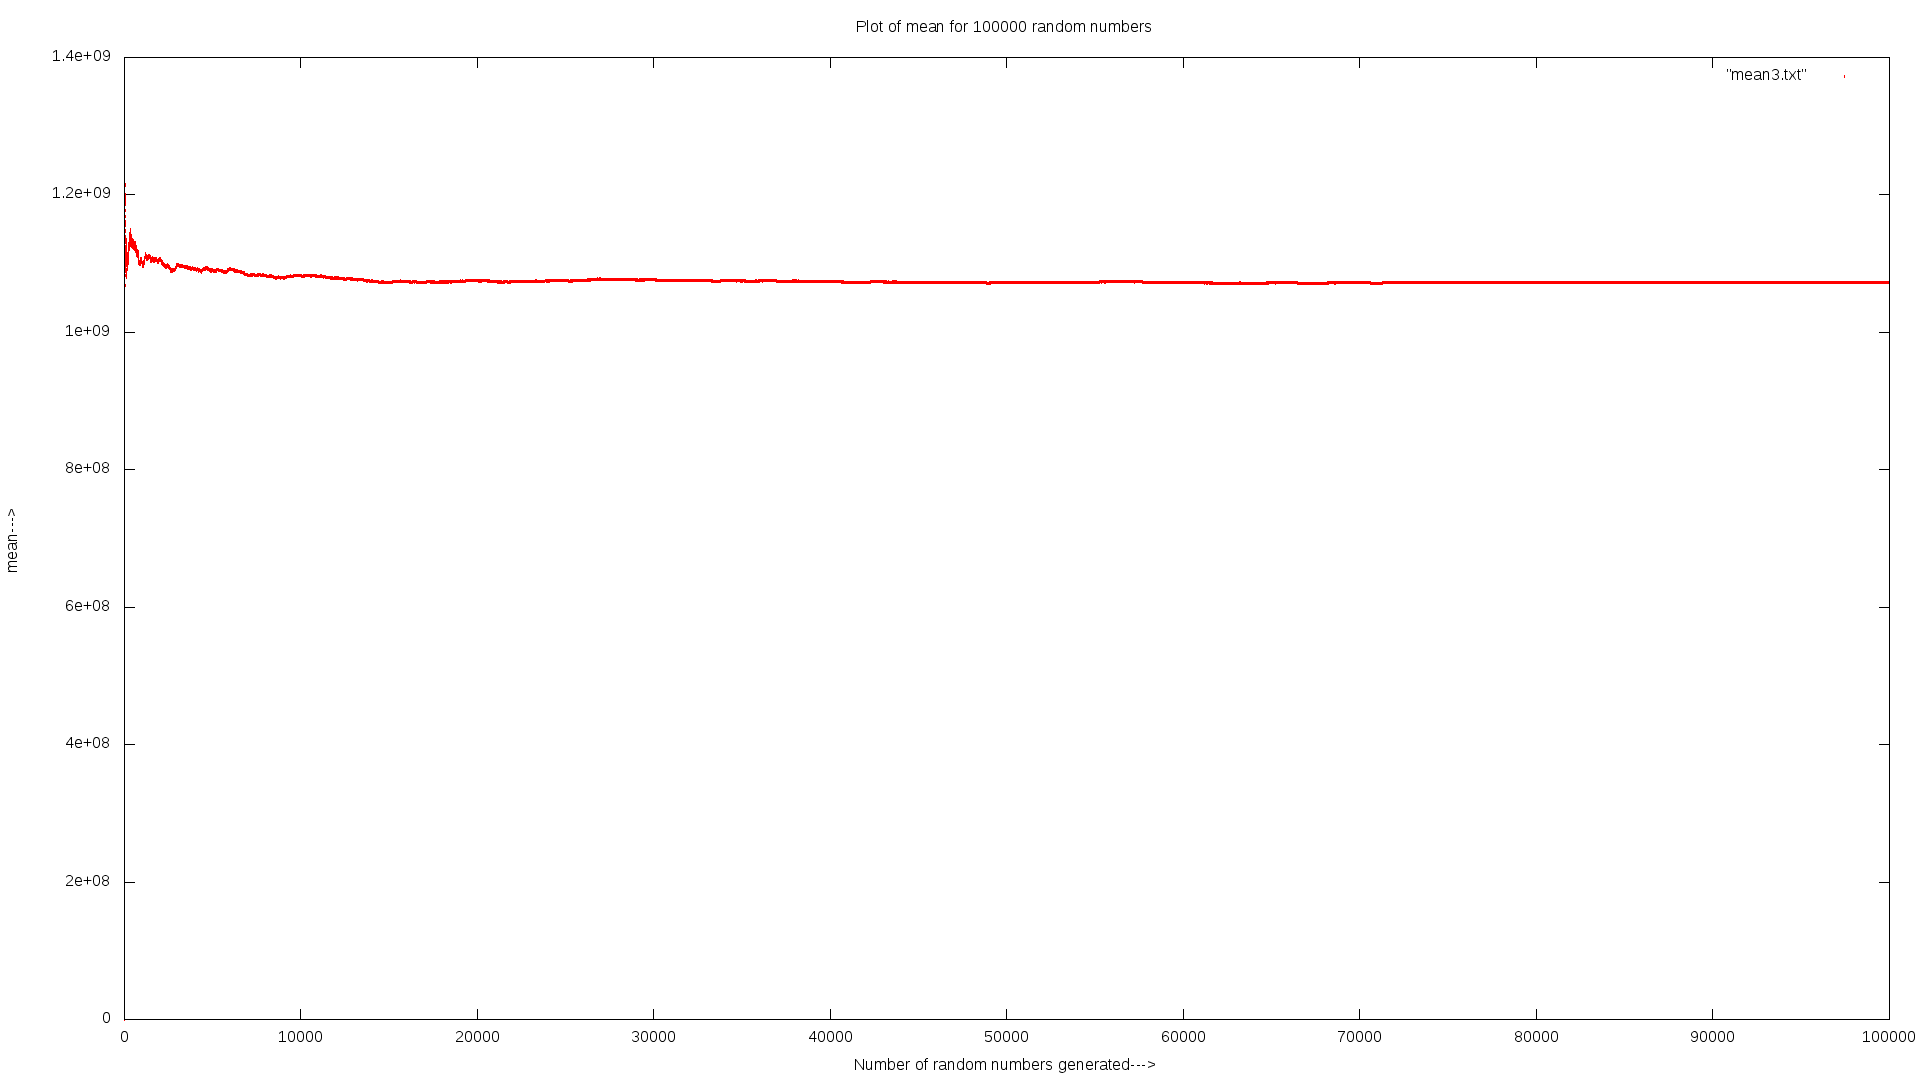 Plot of mean for 100000 random numbers
"mean3.txt"
1.4e+09
1.2e+09
1e+09
8e+08
6e+08
4e+08
2e+08
0
mean--->
0 10000 20000 30000 40000 50000 60000 70000 80000 90000 100000
Number of random numbers generated--->